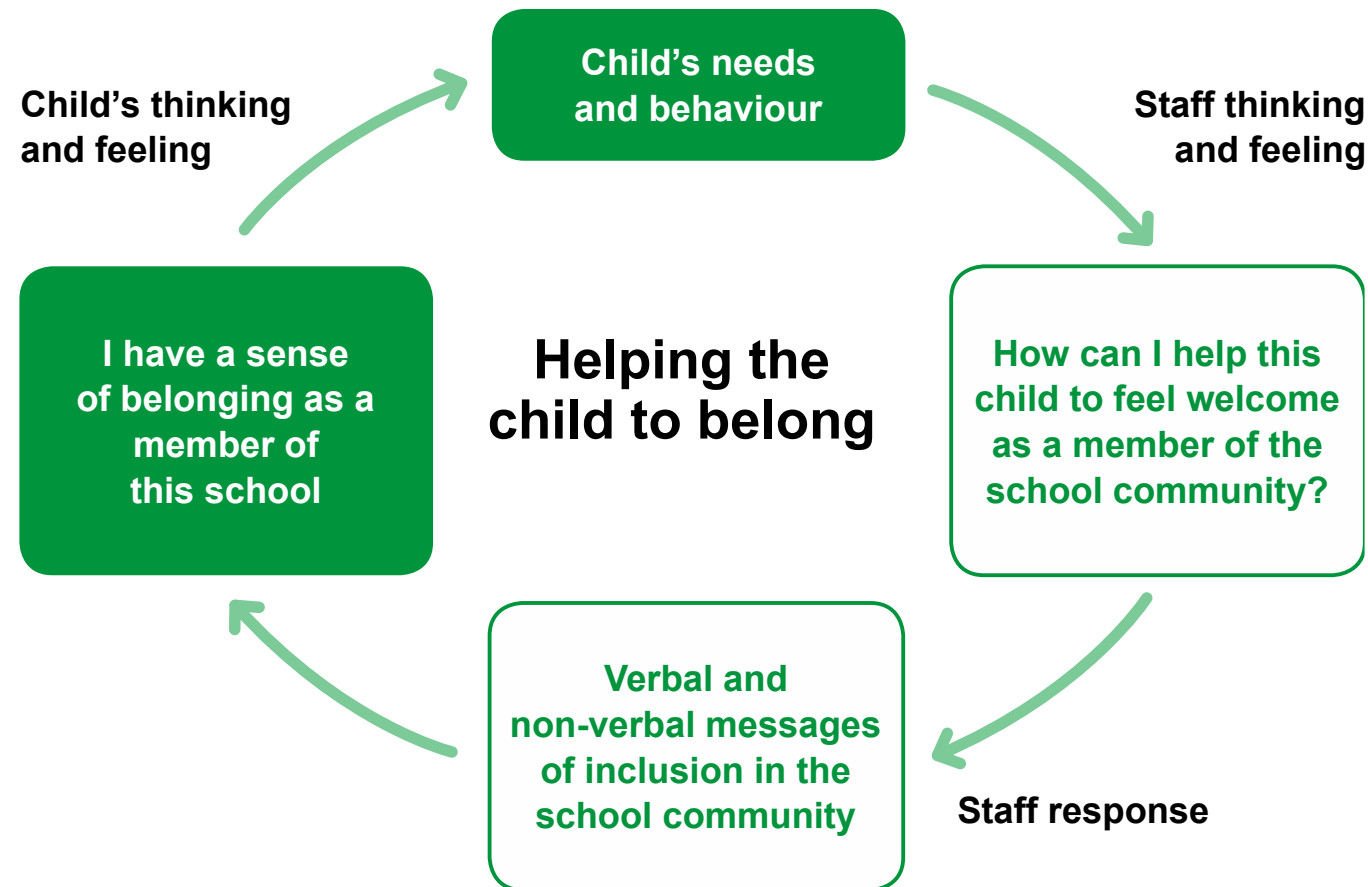 Child’s needs
and behaviour
Child’s thinking
and feeling
Staff thinking
and feeling
I have a sense
of belonging as a
member of
this school
Helping the
child to belong
How can I help this
child to feel welcome
as a member of the
school community?
Verbal and
non-verbal messages
of inclusion in the
school community
Staff response